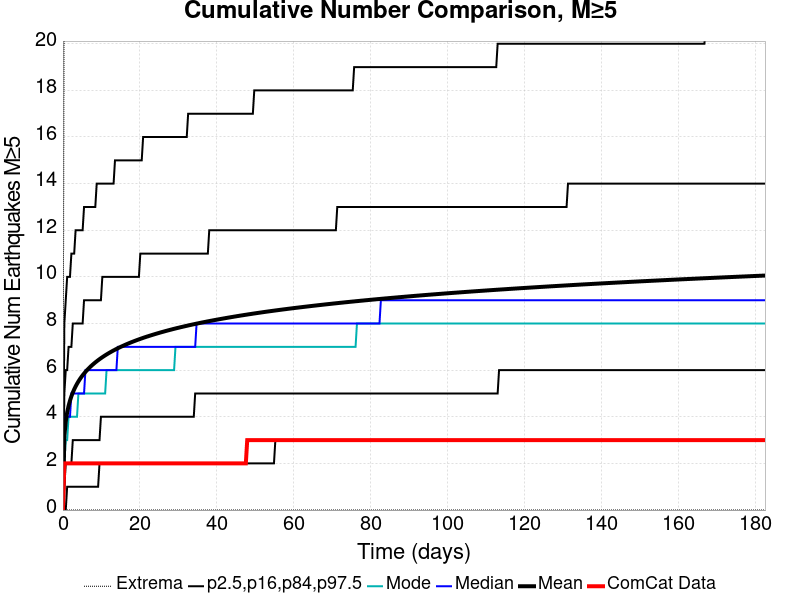 Cumulative Number Comparison, M≥5
Cumulative Num Earthquakes M≥5
20
18
16
14
12
10
8
6
4
2
0
0 20 40 60 80 100 120 140 160 180
Time (days)
Extrema p2.5,p16,p84,p97.5 Mode Median Mean ComCat Data